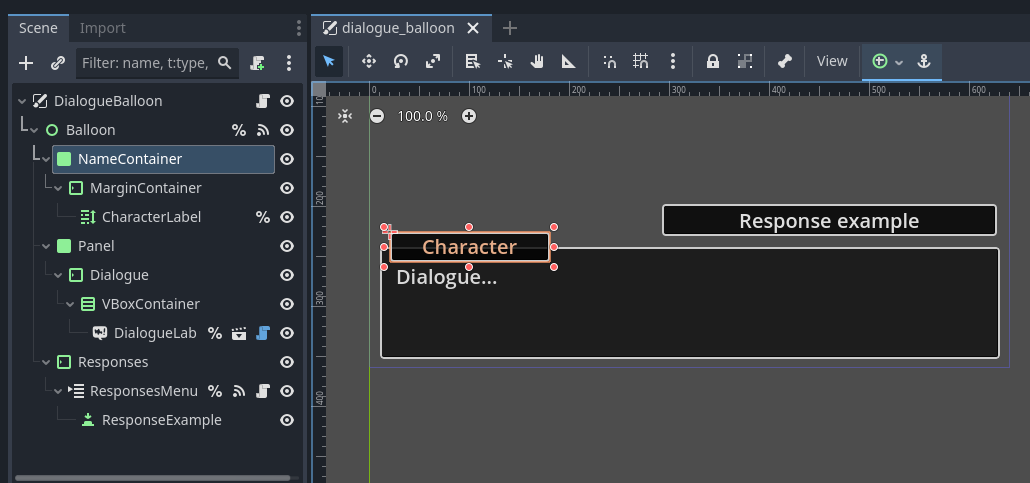 Scene
Import
dialogue_balloon
Filter: name, t:type,
View
DialogueBalloon
Balloon
%
NameContainer
MarginContainer
CharacterLabel
%
Panel
Dialogue
VBoxContainer
DialogueLab
%
Responses
ResponsesMenu
%
ResponseExample
0
100
200
300
400
500
600
100.0 %
200
300
400
Response example
Character
Dialogue...